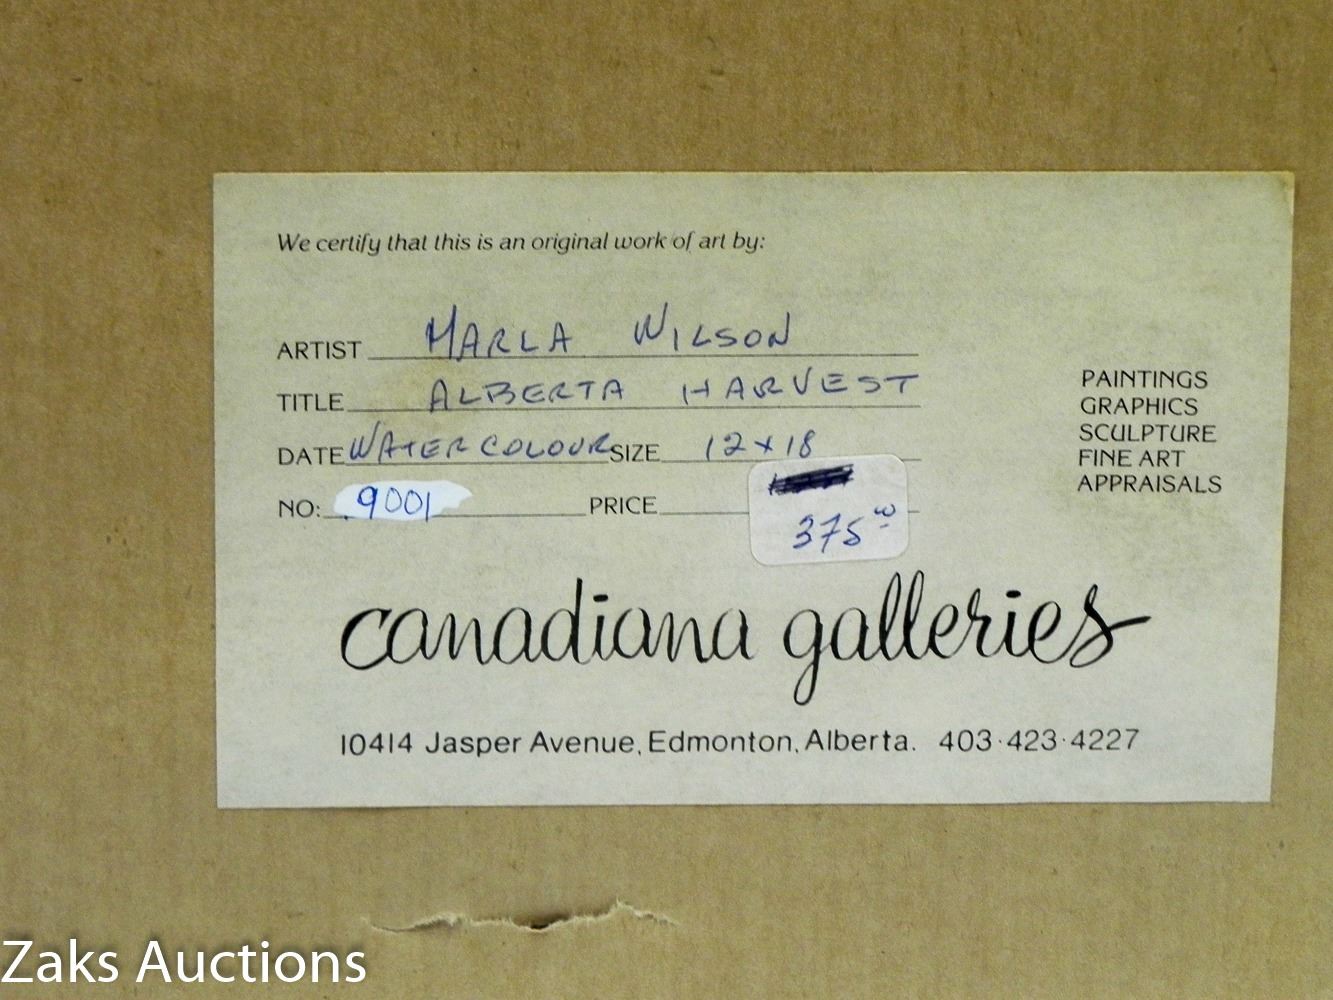 We certify that this is an original work of art by:
ARTIST MARLA WILSON
TITLE ALBERTA HARVEST
DATE WATERCOLOUR SIZE 12 x 18
NO: 9001 PRICE 375 00
PAINTINGS
GRAPHICS
SCULPTURE
FINE ART
APPRAISALS
canadiana galleries
10414 Jasper Avenue, Edmonton, Alberta. 403·423·4227
Zaks Auctions